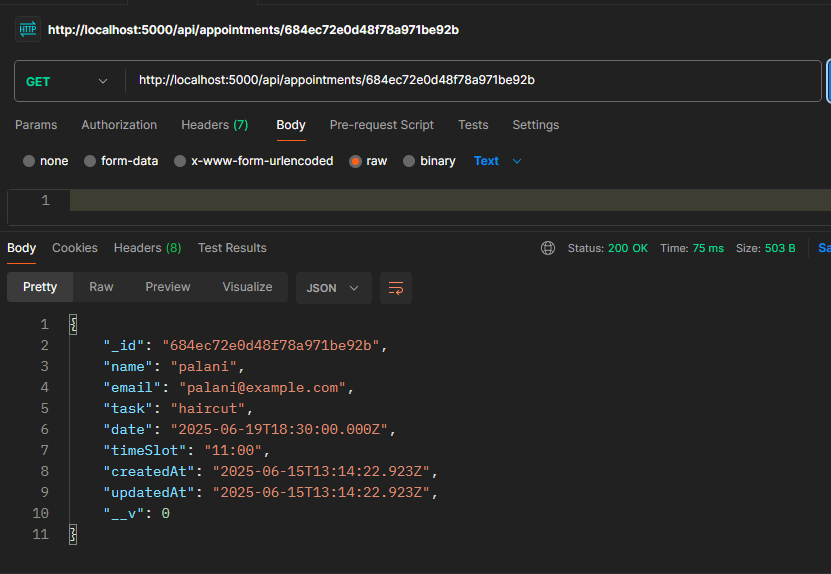 HTTP http://localhost:5000/api/appointments/684ec72e0d48f78a971be92b
GET http://localhost:5000/api/appointments/684ec72e0d48f78a971be92b
Params Authorization Headers (7) Body Pre-request Script Tests Settings
none form-data x-www-form-urlencoded raw binary Text
1
Body Cookies Headers (8) Test Results Status: 200 OK Time: 75 ms Size: 503 B Sa
Pretty Raw Preview Visualize JSON
1 {
2 "_id": "684ec72e0d48f78a971be92b",
3 "name": "palani",
4 "email": "palani@example.com",
5 "task": "haircut",
6 "date": "2025-06-19T18:30:00.000Z",
7 "timeSlot": "11:00",
8 "createdAt": "2025-06-15T13:14:22.923Z",
9 "updatedAt": "2025-06-15T13:14:22.923Z",
10 "__v": 0
11 }